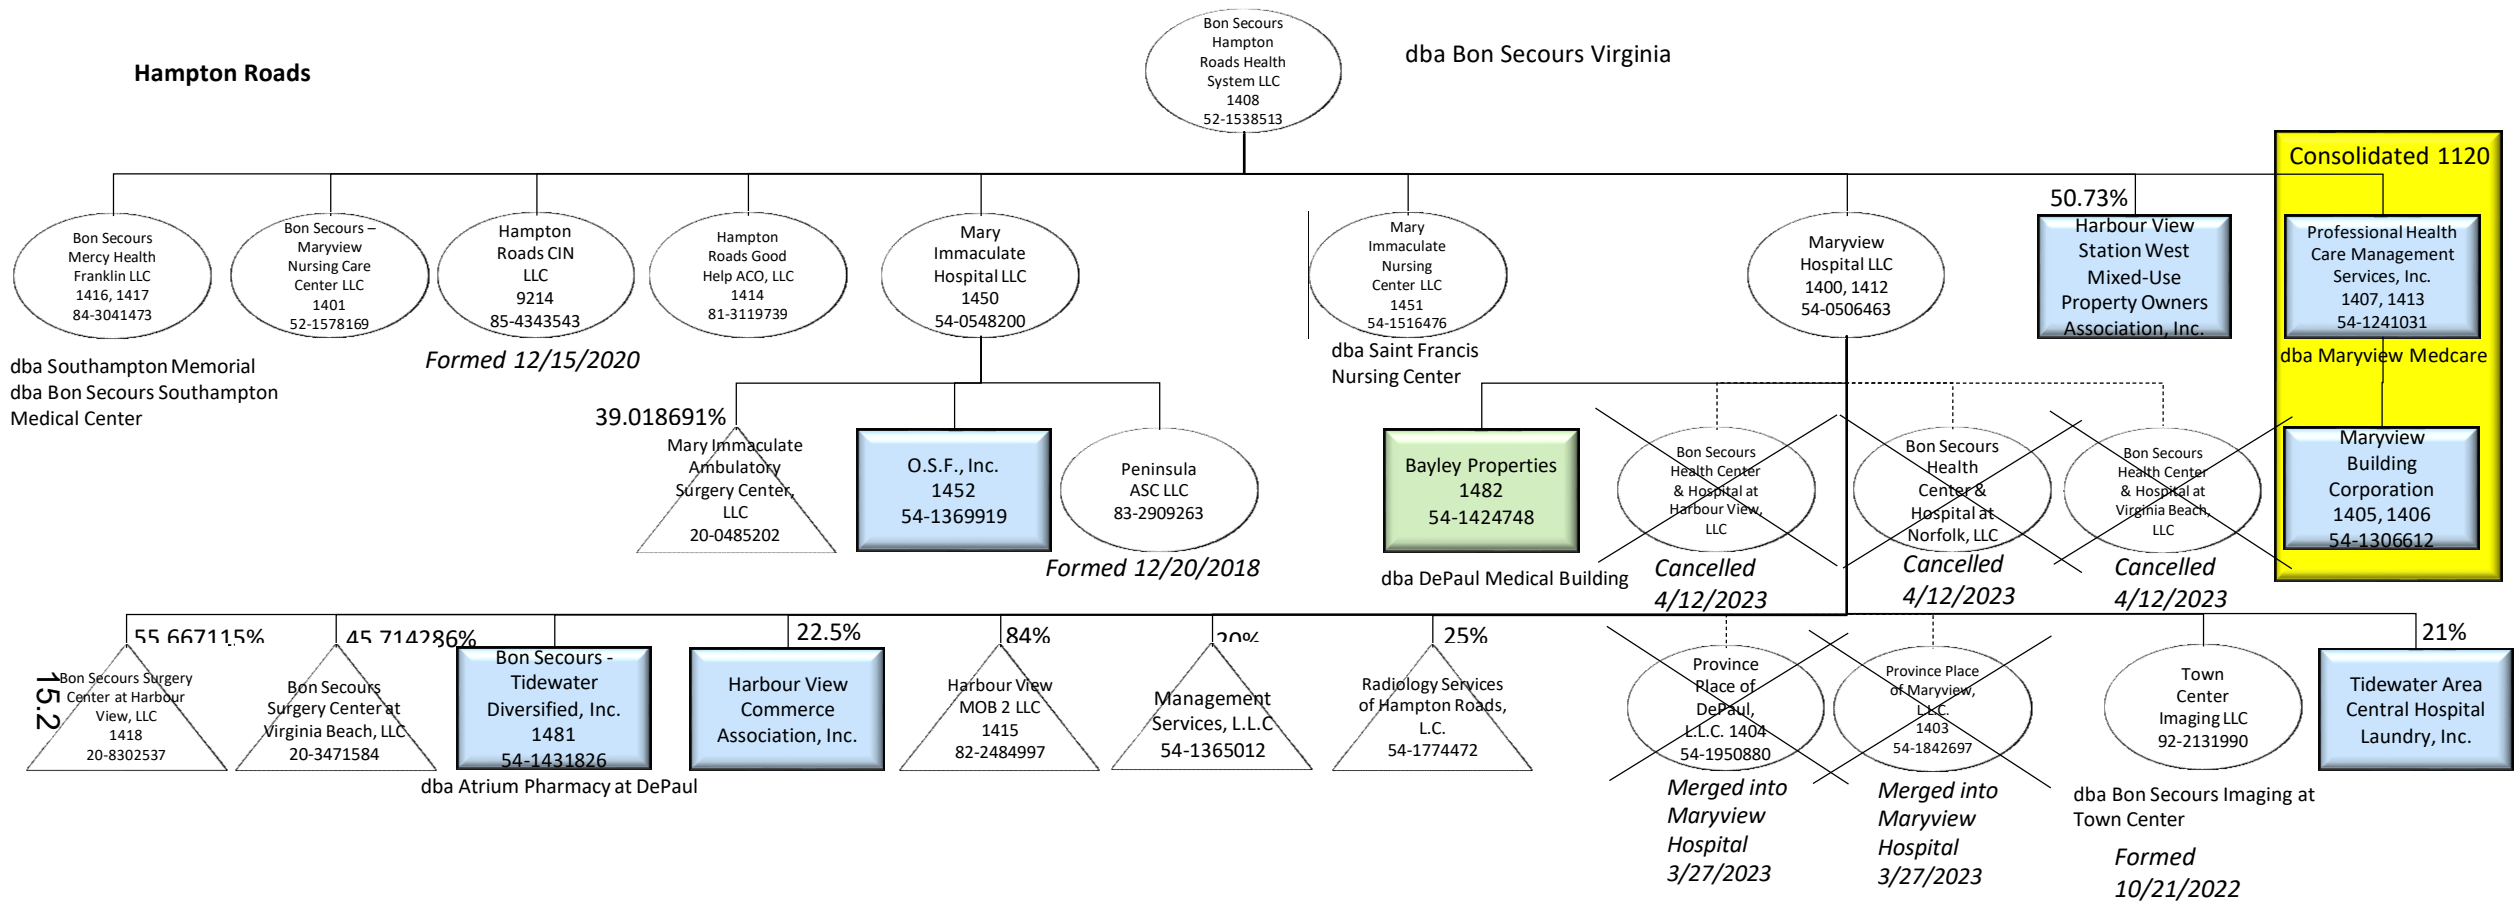 Hampton Roads
Bon Secours
Hampton
Roads Health
System LLC
1408
52-1538513
dba Bon Secours Virginia
Consolidated 1120
50.73%
Bon Secours
Mercy Health
Franklin LLC
1416, 1417
84-3041473
Bon Secours –
Maryview
Nursing Care
Center LLC
1401
52-1578169
Hampton
Roads CIN
LLC
9214
85-4343543
Hampton
Roads Good
Help ACO, LLC
1414
81-3119739
Mary
Immaculate
Hospital LLC
1450
54-0548200
Mary
Immaculate
Nursing
Center LLC
1451
54-1516476
Maryview
Hospital LLC
1400, 1412
54-0506463
Harbour View
Station West
Mixed-Use
Property Owners
Association, Inc.
Professional Health
Care Management
Services, Inc.
1407, 1413
54-1241031
dba Southampton Memorial
dba Bon Secours Southampton
Medical Center
Formed 12/15/2020
dba Saint Francis
Nursing Center
dba Maryview Medcare
39.018691%
Mary Immaculate
Ambulatory
Surgery Center,
LLC
20-0485202
O.S.F., Inc.
1452
54-1369919
Peninsula
ASC LLC
83-2909263
Formed 12/20/2018
Bayley Properties
1482
54-1424748
dba DePaul Medical Building
Bon Secours
Health Center
& Hospital at
Harbour View,
LLC
Cancelled
4/12/2023
Bon Secours
Health
Center &
Hospital at
Norfolk, LLC
Cancelled
4/12/2023
Bon Secours
Health Center
& Hospital at
Virginia Beach,
LLC
Cancelled
4/12/2023
Maryview
Building
Corporation
1405, 1406
54-1306612
55.667115%
15.2
Bon Secours Surgery
Center at Harbour
View, LLC
1418
20-8302537
45.714286%
Bon Secours
Surgery Center at
Virginia Beach, LLC
20-3471584
Bon Secours -
Tidewater
Diversified, Inc.
1481
54-1431826
dba Atrium Pharmacy at DePaul
22.5%
Harbour View
Commerce
Association, Inc.
84%
Harbour View
MOB 2 LLC
1415
82-2484997
20%
Management
Services, L.L.C
54-1365012
25%
Radiology Services
of Hampton Roads,
L.C.
54-1774472
Province
Place of
DePaul,
L.L.C. 1404
54-1950880
Merged into
Maryview
Hospital
3/27/2023
Province Place
of Maryview,
L.L.C.
1403
54-1842697
Merged into
Maryview
Hospital
3/27/2023
Town
Center
Imaging LLC
92-2131990
dba Bon Secours Imaging at
Town Center
Formed
10/21/2022
21%
Tidewater Area
Central Hospital
Laundry, Inc.